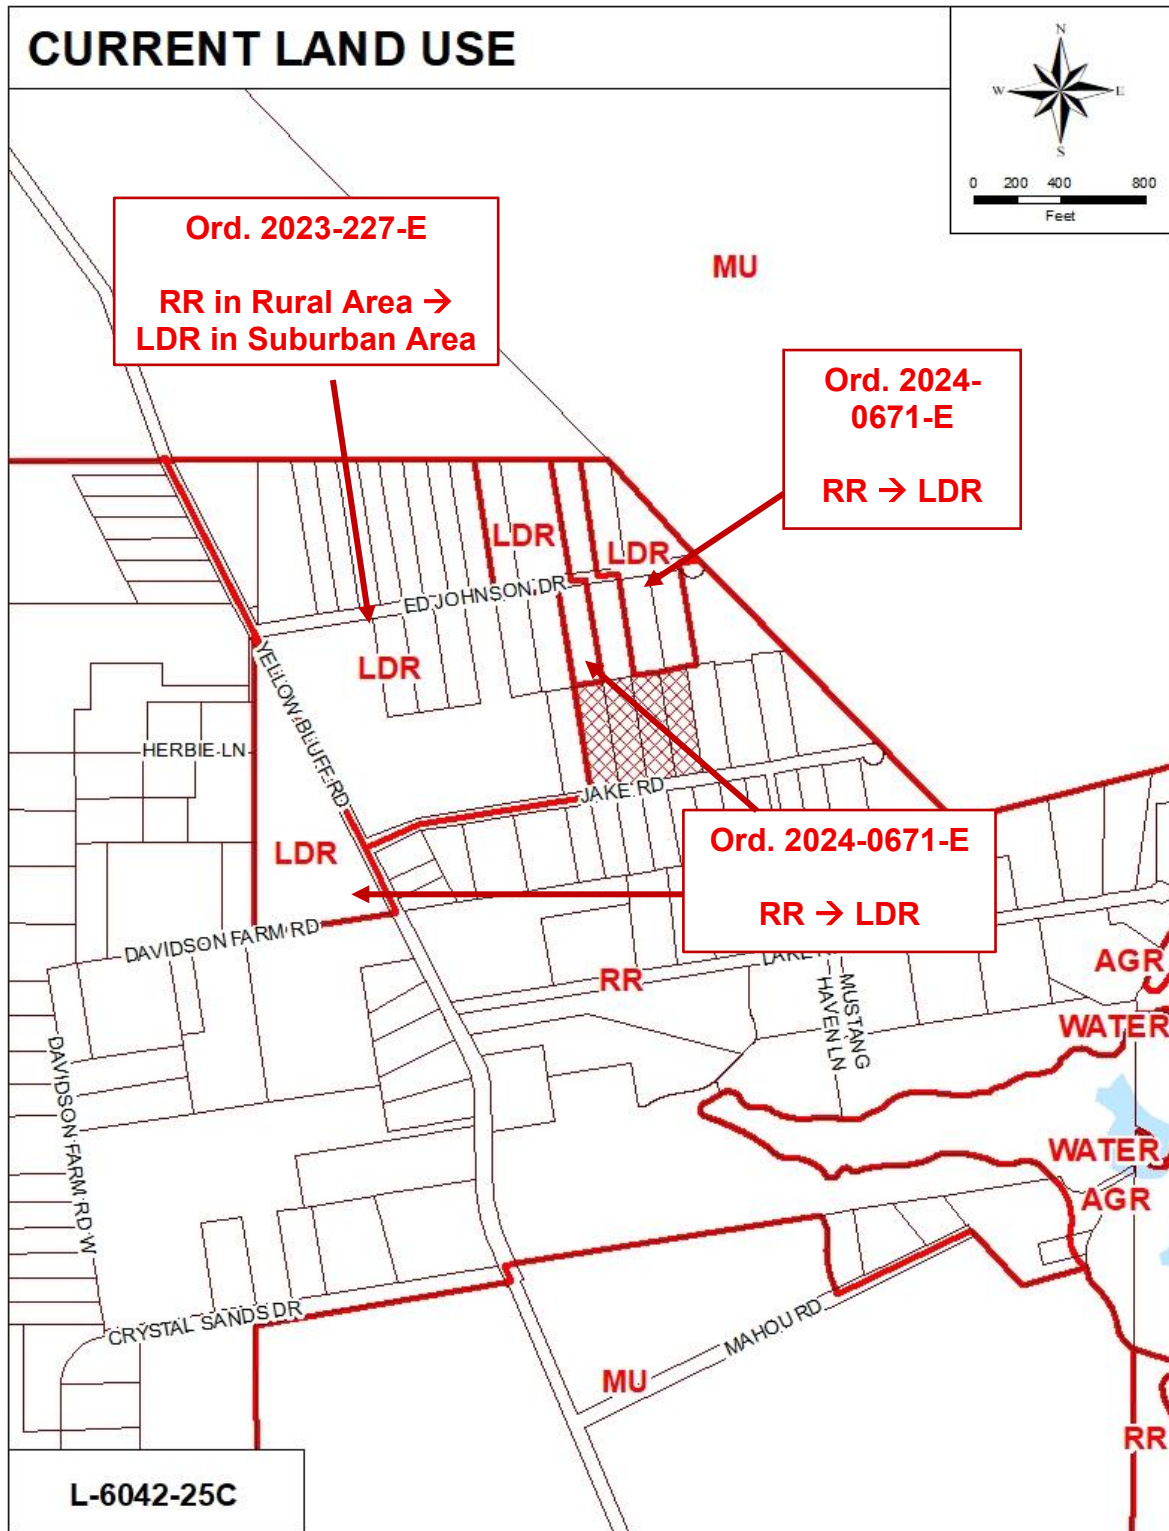 CURRENT LAND USE
N
W
E
S
0 200 400 800
Feet
Ord. 2023-227-E
RR in Rural Area →
LDR in Suburban Area
MU
Ord. 2024-
0671-E
RR → LDR
LDR
LDR
ED JOHNSON DR
LDR
YELLOW BLUFF RD
HERBIE LN
JAKE RD
LDR
Ord. 2024-0671-E
RR → LDR
DAVIDSON FARM RD
RR
AGR
MUSTANG
HAVEN LN
WATER
DAVIDSON FARM RD W
WATER
AGR
CRYSTAL SANDS DR
MAHOU RD
MU
RR
L-6042-25C